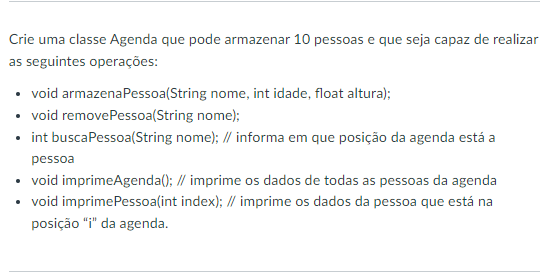 Crie uma classe Agenda que pode armazenar 10 pessoas e que seja capaz de realizar
as seguintes operações:
• void armazenaPessoa(String nome, int idade, float altura);
• void removePessoa(String nome);
• int buscaPessoa(String nome); // informa em que posição da agenda está a
pessoa
• void imprimeAgenda(); // imprime os dados de todas as pessoas da agenda
• void imprimePessoa(int index); // imprime os dados da pessoa que está na
posição “i” da agenda.